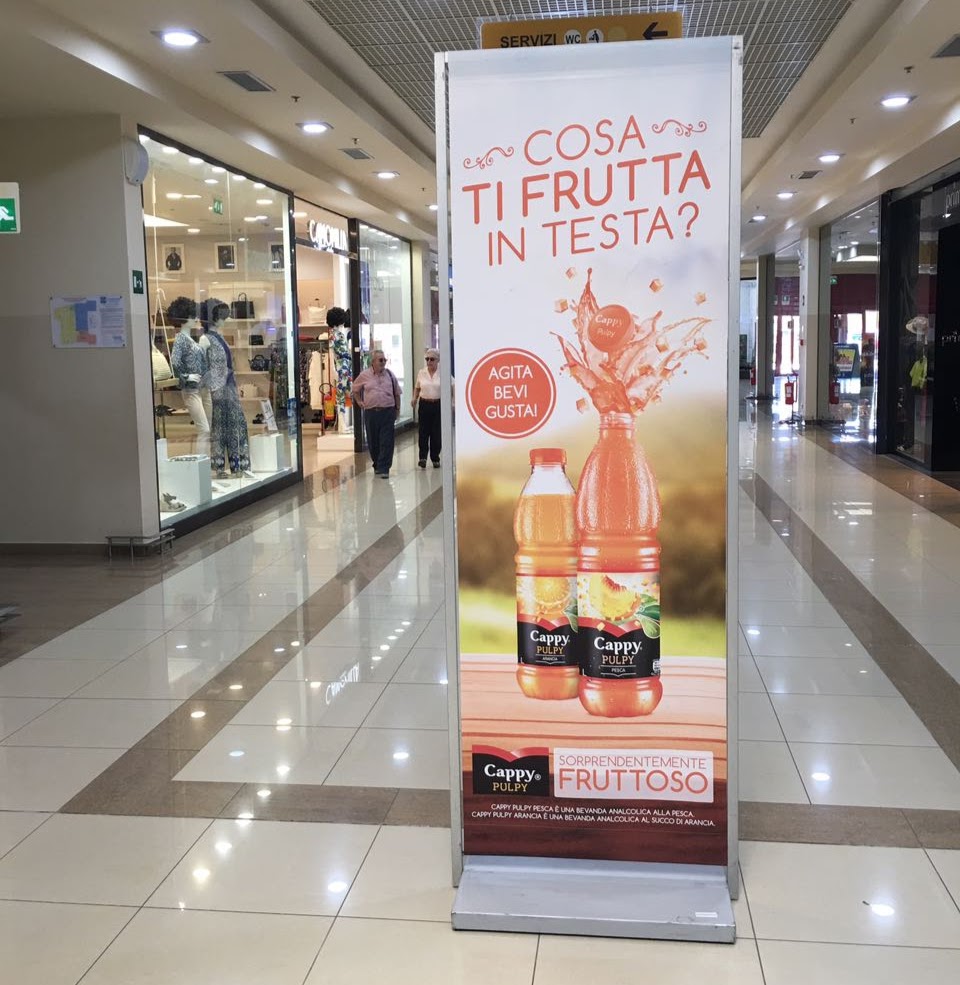 SERVIZI WC
COSA
TI FRUTTA
IN TESTA?
Cappy
PULPY
AGITA
BEVI
GUSTA!
Cappy
PULPY
ARANCIA
Cappy
PULPY
PESCA
Cappy®
PULPY
SORPRENDENTEMENTE
FRUTTOSO
CAPPY PULPY PESCA È UNA BEVANDA ANALCOLICA ALLA PESCA.
CAPPY PULPY ARANCIA È UNA BEVANDA ANALCOLICA AL SUCCO DI ARANCIA.